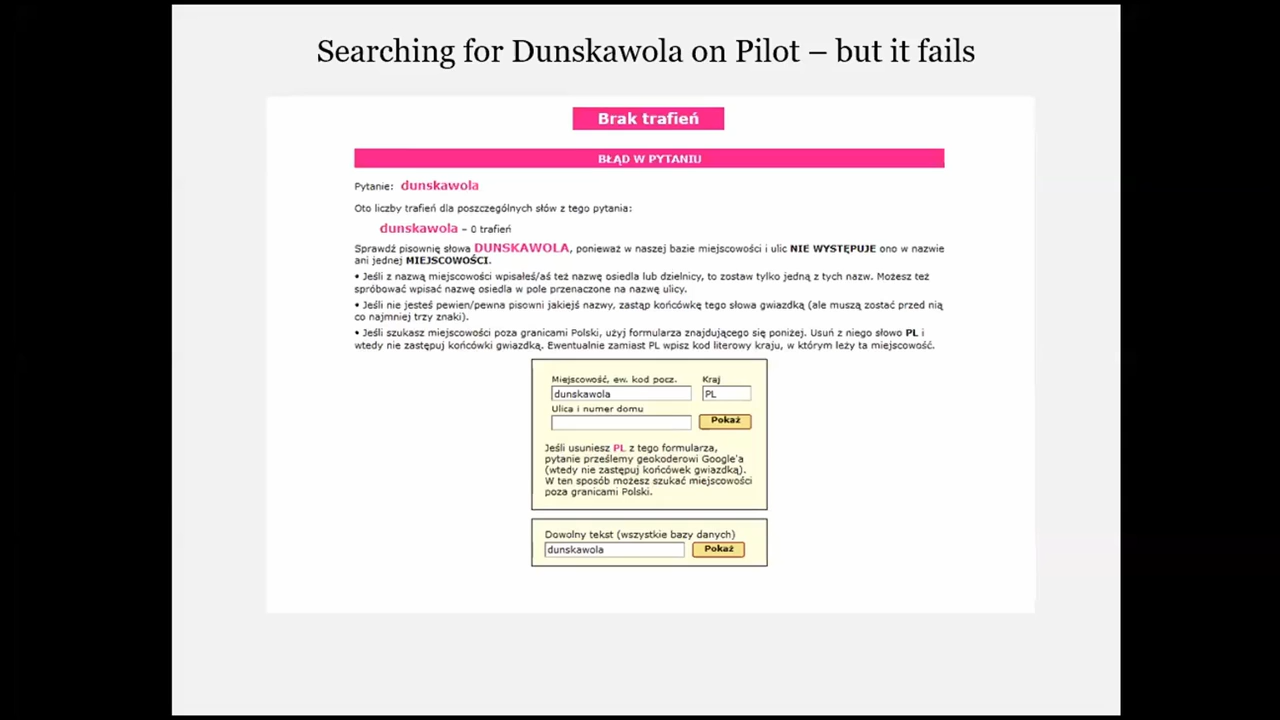 Searching for Dunskawola on Pilot – but it fails
Brak trafień
BŁĄD W PYTANIU
Pytanie: dunskawola
Oto liczby trafień dla poszczególnych słów z tego pytania:
dunskawola – 0 trafień
Sprawdź pisownię słowa DUNSKAWOLA, ponieważ w naszej bazie miejscowości i ulic NIE WYSTĘPUJE ono w nazwie
ani jednej MIEJSCOWOŚCI.
• Jeśli z nazwą miejscowości wpisałeś/aś też nazwę osiedla lub dzielnicy, to zostaw tylko jedną z tych nazw. Możesz też
spróbować wpisać nazwę osiedla w pole przenaczone na nazwę ulicy.
• Jeśli nie jesteś pewien/pewna pisowni jakiejś nazwy, zastąp końcówkę tego słowa gwiazdką (ale muszą zostać przed nią
co najmniej trzy znaki).
• Jeśli szukasz miejscowości poza granicami Polski, użyj formularza znajdującego się poniżej. Usuń z niego słowo PL i
wtedy nie zastępuj końcówki gwiazdką. Ewentualnie zamiast PL wpisz kod literowy kraju, w którym leży ta miejscowość.
Miejscowość, ew. kod pocz. Kraj
dunskawola PL
Ulica i numer domu
Pokaż
Jeśli usuniesz PL z tego formularza,
pytanie prześlemy geokoderowi Google'a
(wtedy nie zastępuj końcówek gwiazdką).
W ten sposób możesz szukać miejscowości
poza granicami Polski.
Dowolny tekst (wszystkie bazy danych)
dunskawola Pokaż